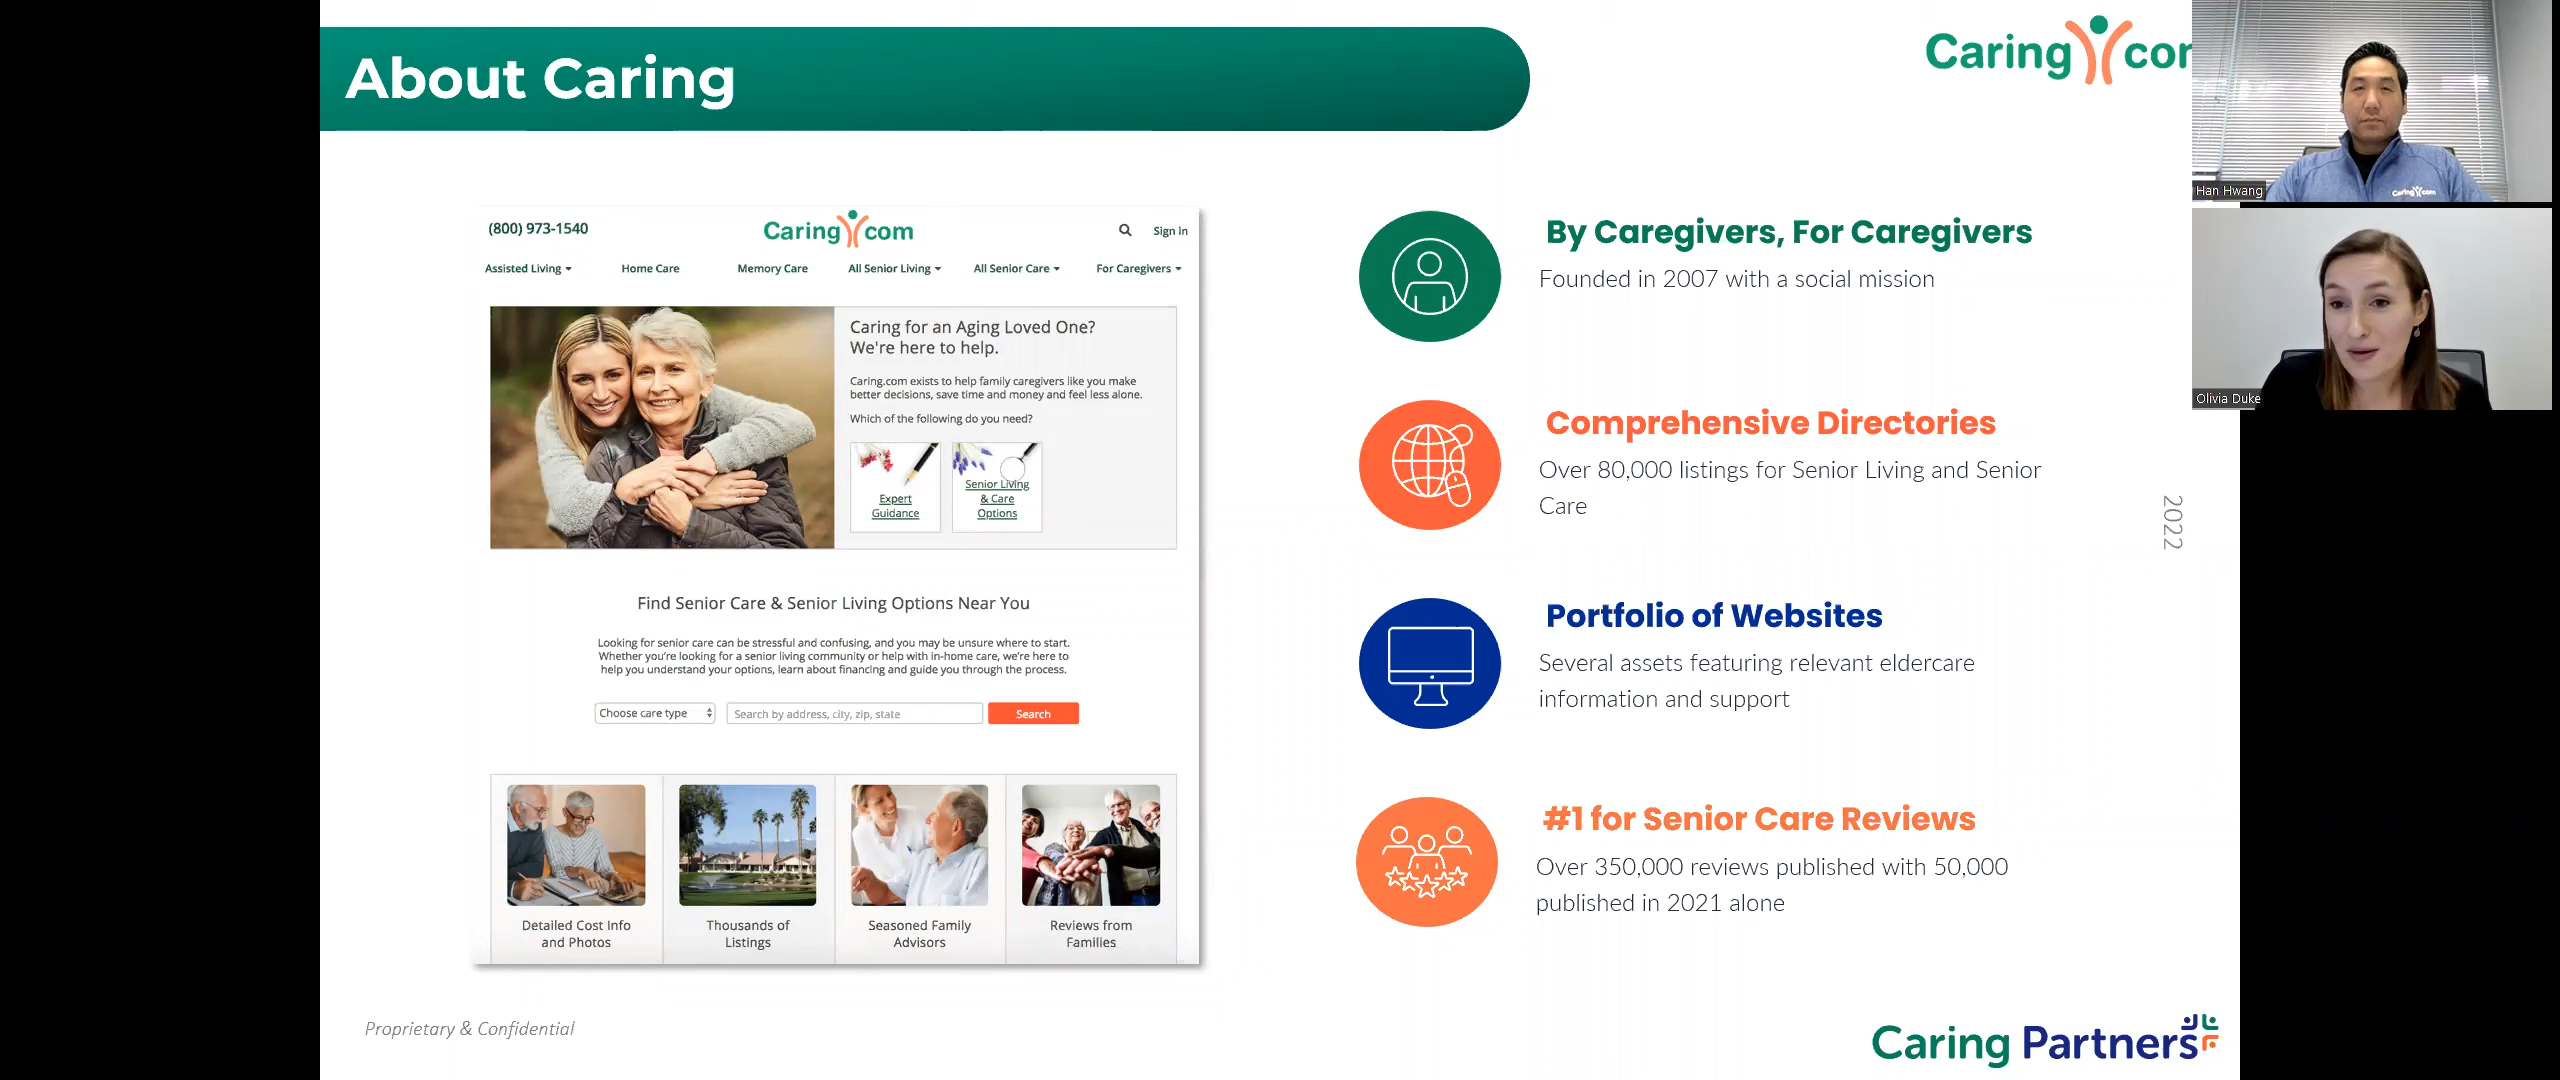 About Caring
Caring.com
Han Hwang
Caring.com
Olivia Duke
(800) 973-1540
Caring.com
Sign in
Assisted Living
Home Care
Memory Care
All Senior Living
All Senior Care
For Caregivers
Caring for an Aging Loved One?
We're here to help.
Caring.com exists to help family caregivers like you make
better decisions, save time and money and feel less alone.
Which of the following do you need?
Expert
Guidance
Senior Living
& Care
Options
Find Senior Care & Senior Living Options Near You
Looking for senior care can be stressful and confusing, and you may be unsure where to start.
Whether you're looking for a senior living community or help with in-home care, we're here to
help you understand your options, learn about financing and guide you through the process.
Choose care type
Search by address, city, zip, state
Search
Detailed Cost Info
and Photos
Thousands of
Listings
Seasoned Family
Advisors
Reviews from
Families
By Caregivers, For Caregivers
Founded in 2007 with a social mission
Comprehensive Directories
Over 80,000 listings for Senior Living and Senior
Care
Portfolio of Websites
Several assets featuring relevant eldercare
information and support
#1 for Senior Care Reviews
Over 350,000 reviews published with 50,000
published in 2021 alone
2022
Proprietary & Confidential
Caring Partners